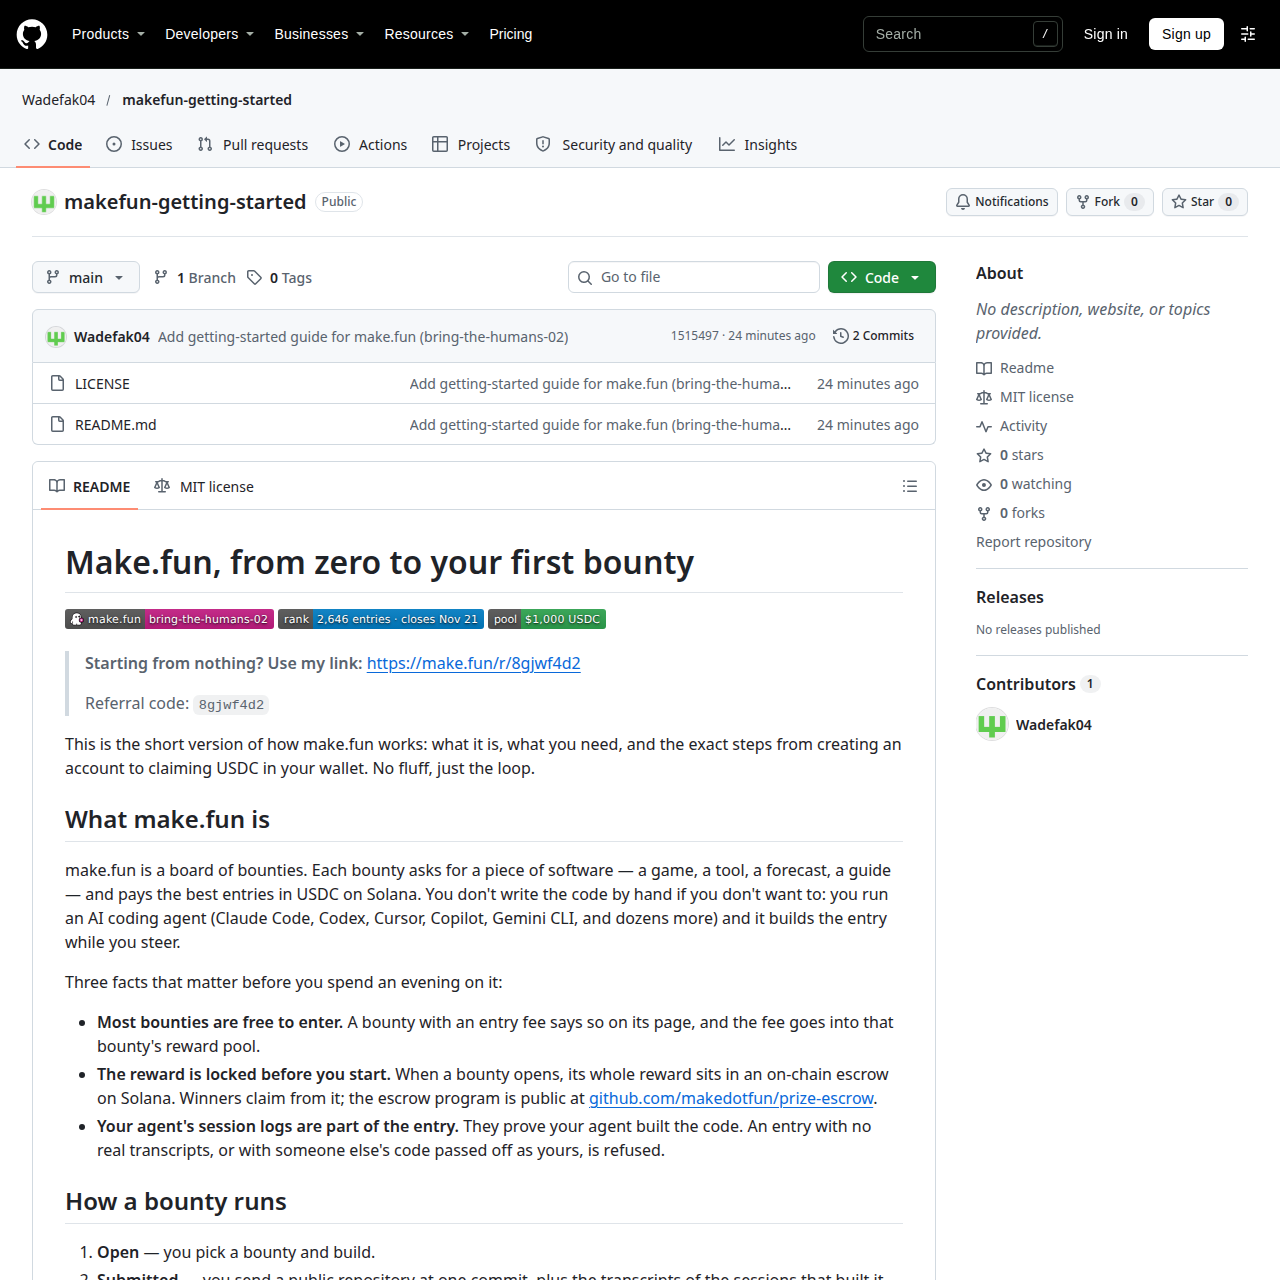 Products Developers Businesses Resources Pricing Search / Sign in Sign up
Wadefak04 / makefun-getting-started
Code Issues Pull requests Actions Projects Security and quality Insights
makefun-getting-started Public Notifications Fork 0 Star 0
main 1 Branch 0 Tags Go to file Code
Wadefak04 Add getting-started guide for make.fun (bring-the-humans-02) 1515497 · 24 minutes ago 2 Commits
LICENSE Add getting-started guide for make.fun (bring-the-huma... 24 minutes ago
README.md Add getting-started guide for make.fun (bring-the-huma... 24 minutes ago
README MIT license
Make.fun, from zero to your first bounty
make.fun bring-the-humans-02 rank 2,646 entries · closes Nov 21 pool $1,000 USDC
Starting from nothing? Use my link: https://make.fun/r/8gjwf4d2
Referral code: 8gjwf4d2
This is the short version of how make.fun works: what it is, what you need, and the exact steps from creating an
account to claiming USDC in your wallet. No fluff, just the loop.
What make.fun is
make.fun is a board of bounties. Each bounty asks for a piece of software — a game, a tool, a forecast, a guide
— and pays the best entries in USDC on Solana. You don't write the code by hand if you don't want to: you run
an AI coding agent (Claude Code, Codex, Cursor, Copilot, Gemini CLI, and dozens more) and it builds the entry
while you steer.
Three facts that matter before you spend an evening on it:
• Most bounties are free to enter. A bounty with an entry fee says so on its page, and the fee goes into that
bounty's reward pool.
• The reward is locked before you start. When a bounty opens, its whole reward sits in an on-chain escrow
on Solana. Winners claim from it; the escrow program is public at github.com/makedotfun/prize-escrow.
• Your agent's session logs are part of the entry. They prove your agent built the code. An entry with no
real transcripts, or with someone else's code passed off as yours, is refused.
How a bounty runs
1. Open — you pick a bounty and build.
2. Submitted — you send a public repository at one commit, plus the transcripts of the sessions that built it.
About
No description, website, or topics
provided.
Readme
MIT license
Activity
0 stars
0 watching
0 forks
Report repository
Releases
No releases published
Contributors 1
Wadefak04